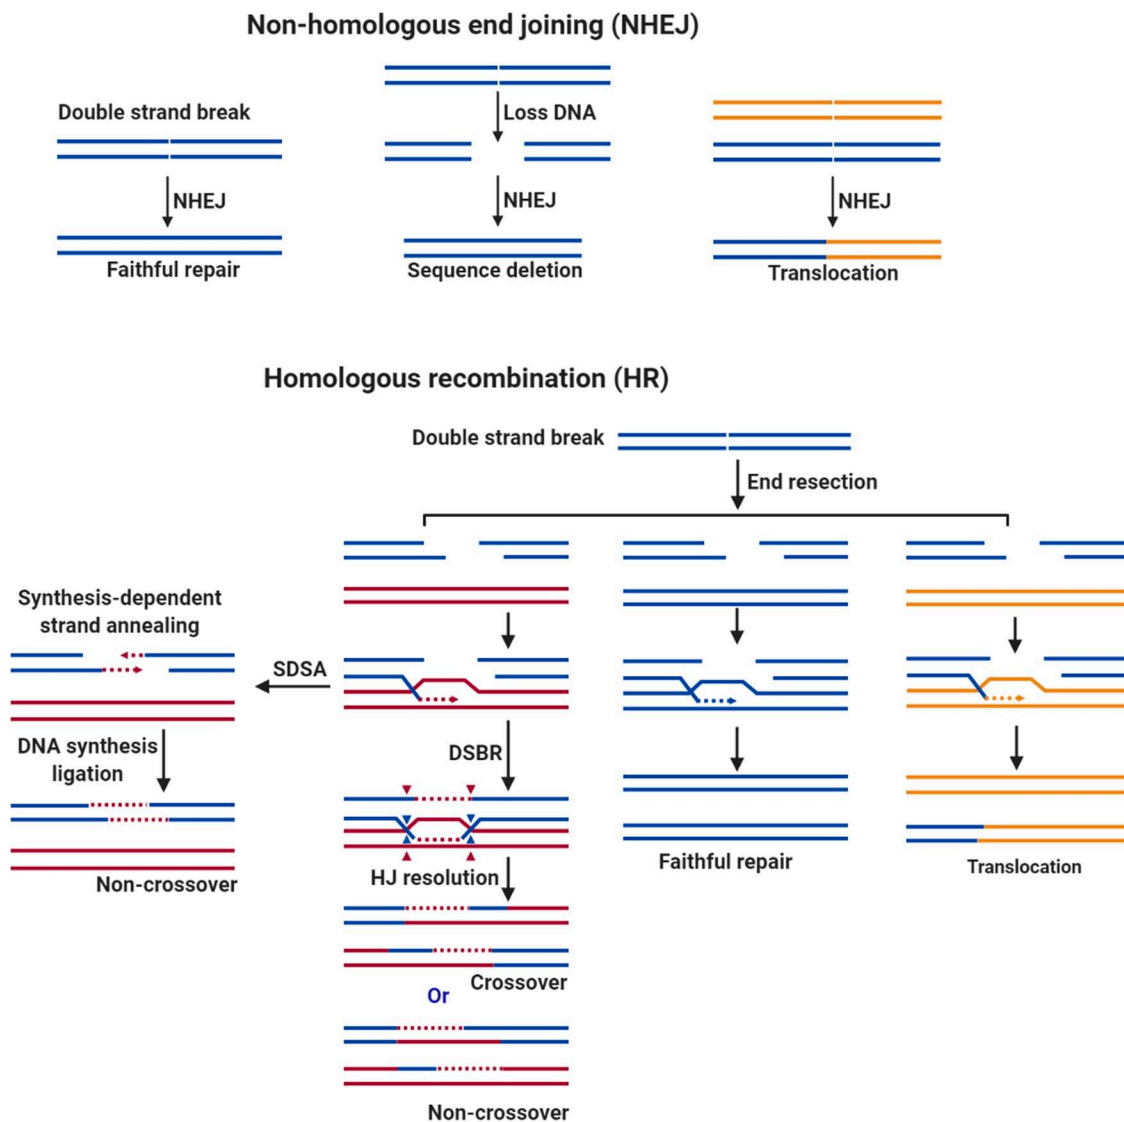 Non-homologous end joining (NHEJ)
Double strand break
NHEJ
Faithful repair
Loss DNA
NHEJ
Sequence deletion
NHEJ
Translocation
Homologous recombination (HR)
Double strand break
End resection
Synthesis-dependent
strand annealing
SDSA
DNA synthesis
ligation
Non-crossover
DSBR
HJ resolution
Crossover
Or
Non-crossover
Faithful repair
Translocation